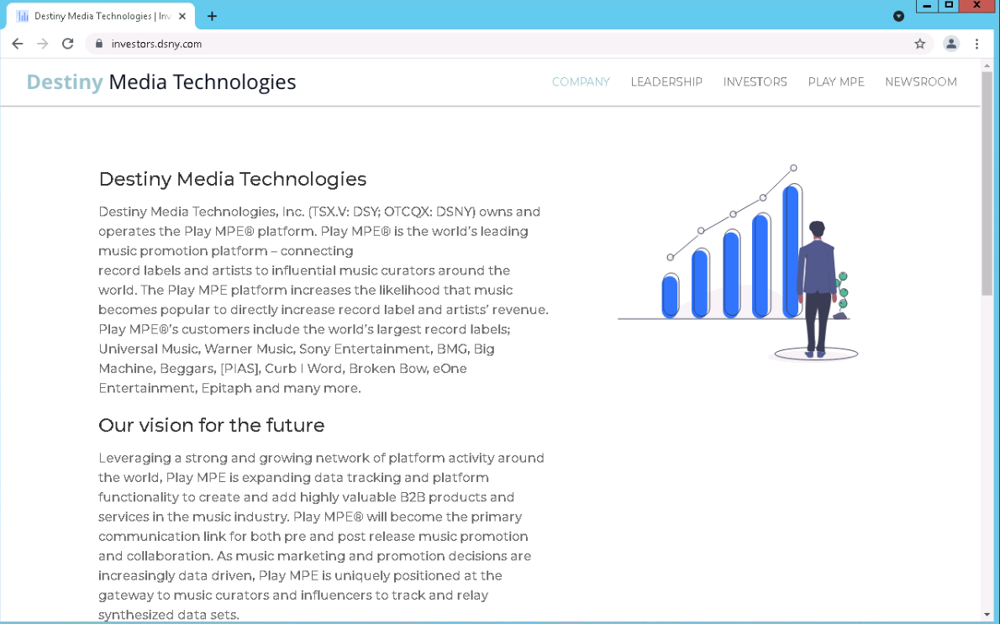 Destiny Media Technologies | Inv
investors.dsny.com
Destiny Media Technologies
COMPANY LEADERSHIP INVESTORS PLAY MPE NEWSROOM
Destiny Media Technologies
Destiny Media Technologies, Inc. (TSX.V: DSY; OTCQX: DSNY) owns and
operates the Play MPE® platform. Play MPE® is the world's leading
music promotion platform – connecting
record labels and artists to influential music curators around the
world. The Play MPE platform increases the likelihood that music
becomes popular to directly increase record label and artists' revenue.
Play MPE®'s customers include the world's largest record labels;
Universal Music, Warner Music, Sony Entertainment, BMG, Big
Machine, Beggars, [PIAS], Curb I Word, Broken Bow, eOne
Entertainment, Epitaph and many more.
Our vision for the future
Leveraging a strong and growing network of platform activity around
the world, Play MPE is expanding data tracking and platform
functionality to create and add highly valuable B2B products and
services in the music industry. Play MPE® will become the primary
communication link for both pre and post release music promotion
and collaboration. As music marketing and promotion decisions are
increasingly data driven, Play MPE is uniquely positioned at the
gateway to music curators and influencers to track and relay
synthesized data sets.